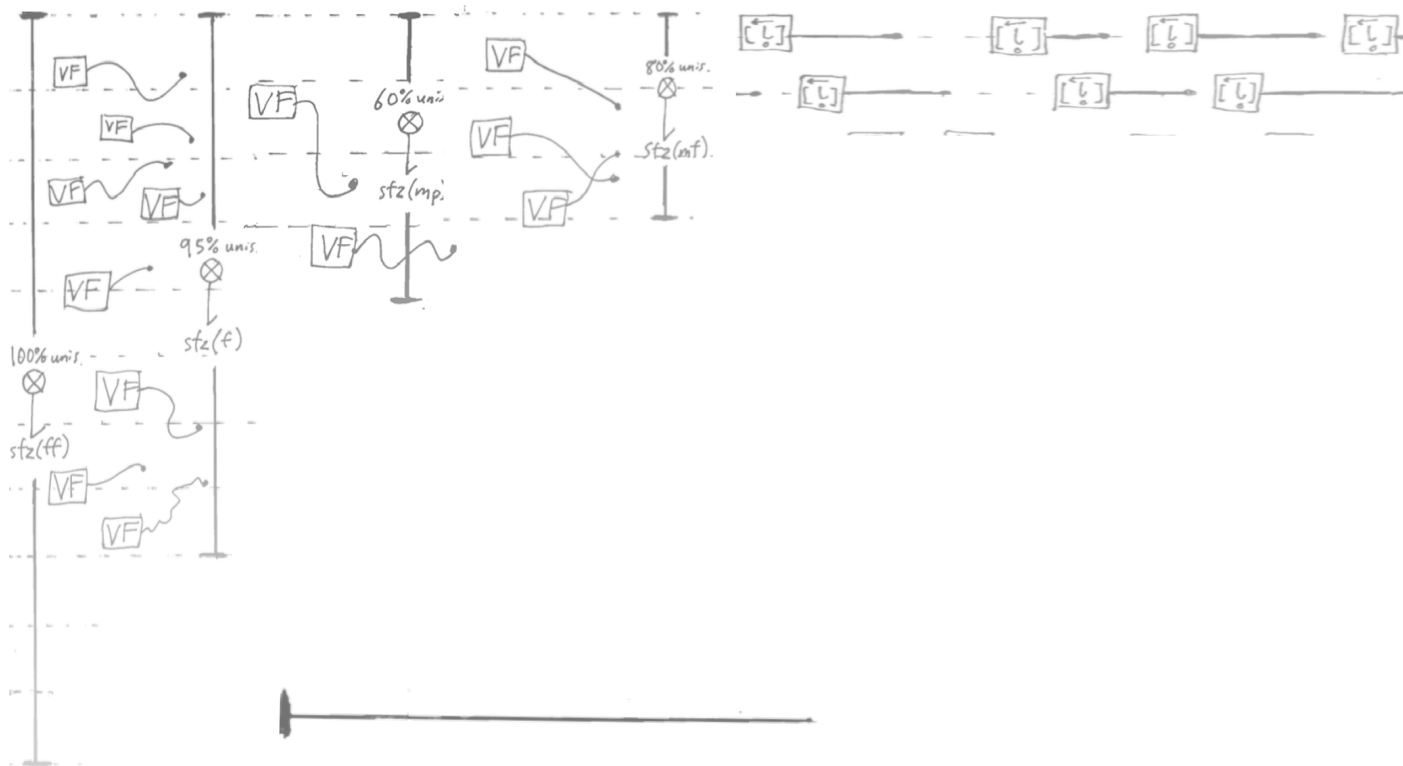 VF
VF
VF
VF
VF
100% unis.
sfz(ff)
95% unis.
sfz(f)
VF
VF
VF
VF
VF
60% unis
sfz(mp)
VF
VF
VF
80% unis.
sfz(mf).